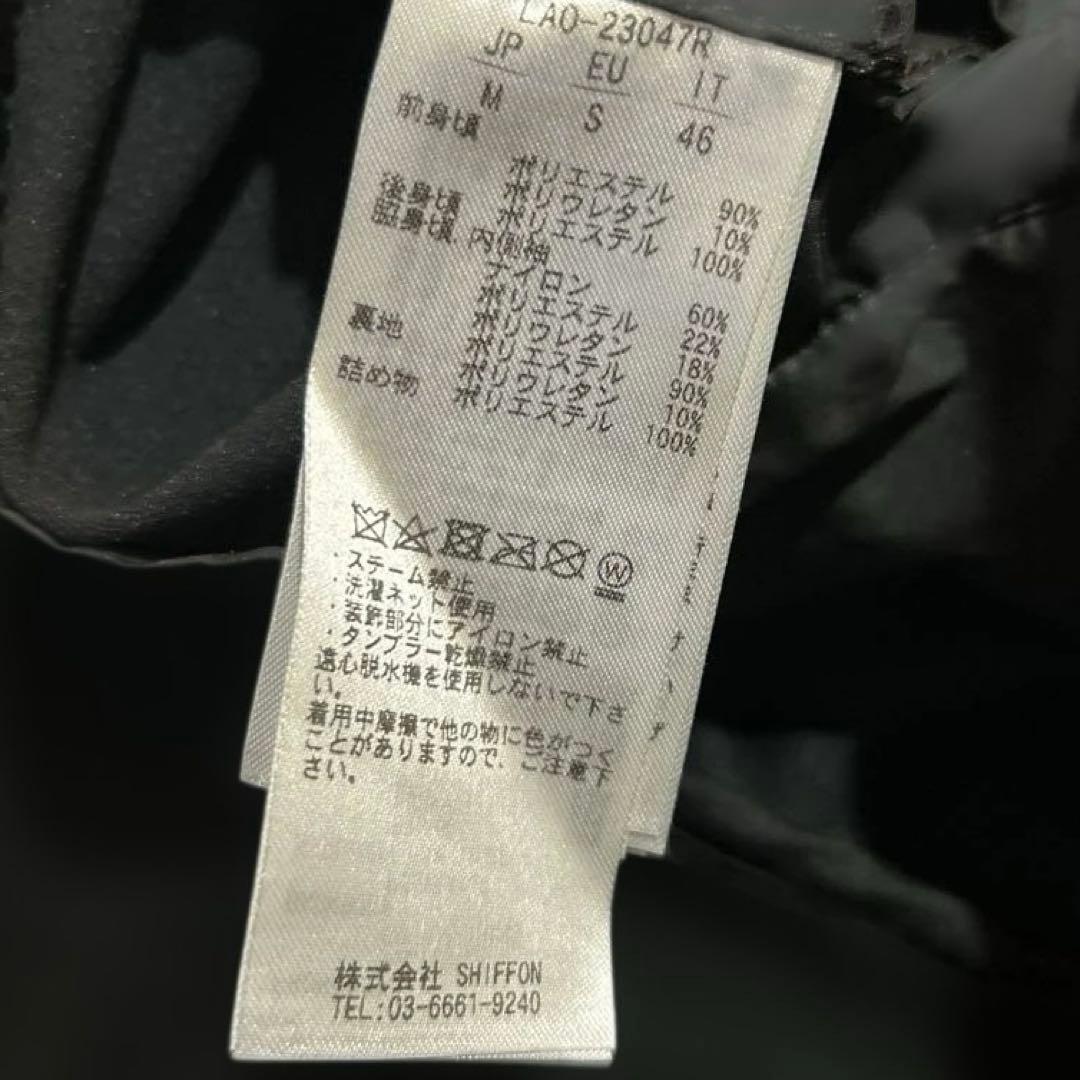 LAO-23047R
JP EU IT
M S 46
前身頃
ポリエステル 90%
ポリウレタン 10%
後身頃 ポリエステル 100%
脇身頃 内側袖
ナイロン 60%
ポリエステル 22%
ポリウレタン 18%
裏地 ポリエステル 90%
ポリウレタン 10%
詰め物 ポリエステル 100%
W
・スチーム禁止
・洗濯ネット使用
・装飾部分にアイロン禁止
・タンブラー乾燥禁止
遠心脱水機を使用しないで下さ
い。
着用中摩擦で他の物に色がつく
ことがありますので、ご注意下
さい。
株式会社 SHIFFON
TEL:03-6661-9240